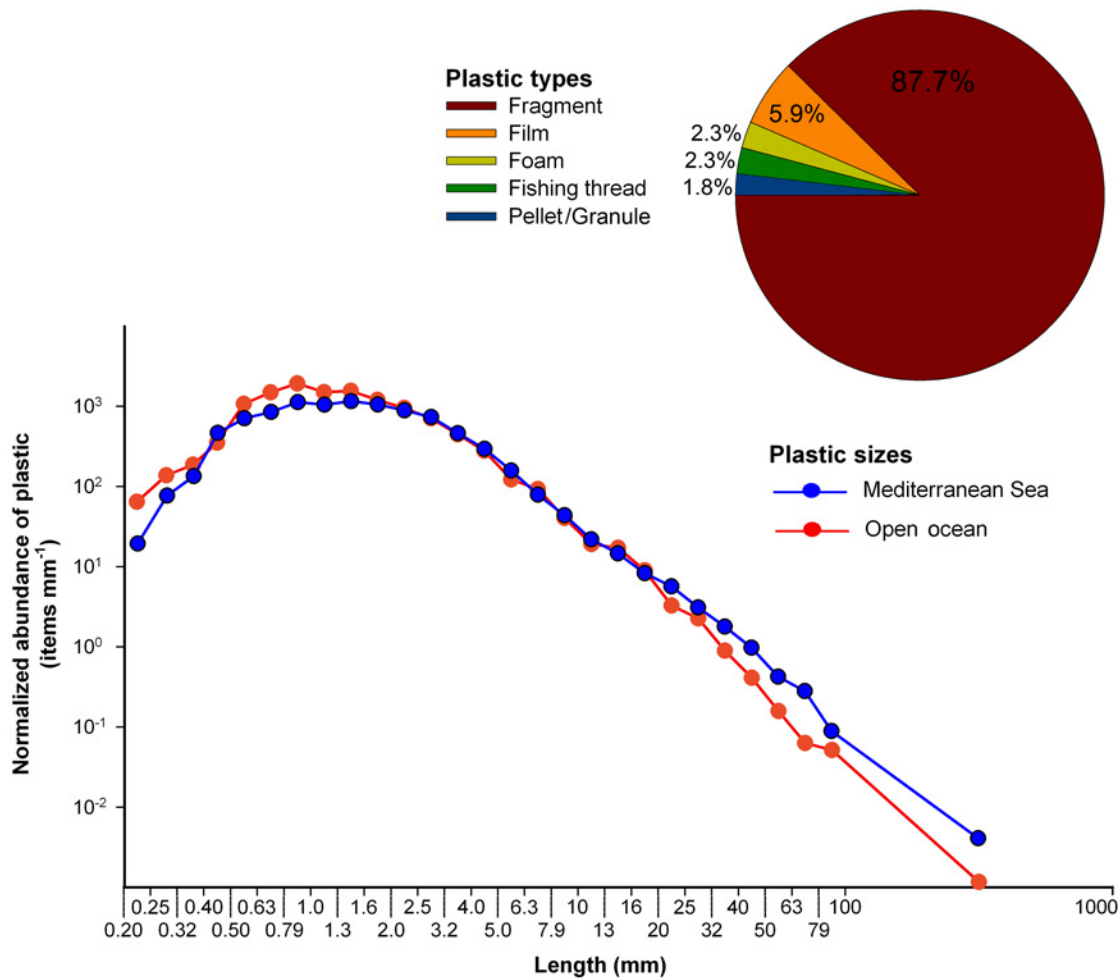 Plastic types
Fragment
Film
Foam
Fishing thread
Pellet/Granule
87.7%
5.9%
2.3%
2.3%
1.8%
Plastic sizes
Mediterranean Sea
Open ocean
Normalized abundance of plastic
(items mm⁻¹)
10³
10²
10¹
10⁰
10⁻¹
10⁻²
0.25 0.40 0.63 1.0 1.6 2.5 4.0 6.3 10 16 25 40 63 100 1000
0.20 0.32 0.50 0.79 1.3 2.0 3.2 5.0 7.9 13 20 32 50 79
Length (mm)